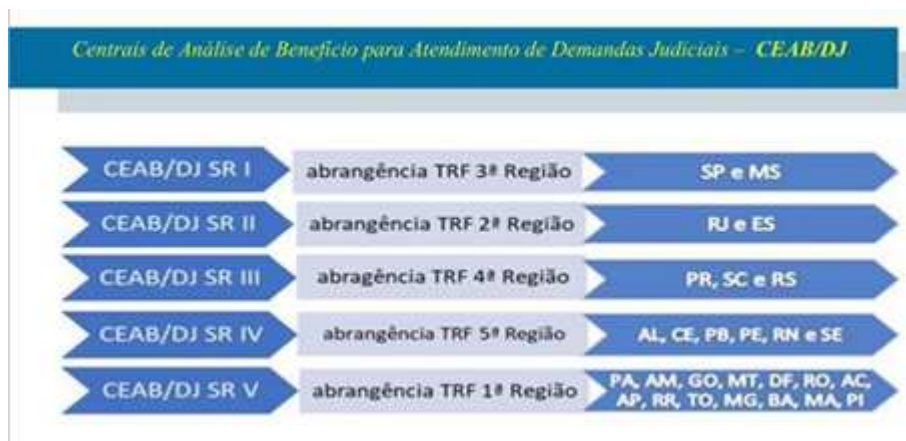 Centrais de Análise de Benefício para Atendimento de Demandas Judiciais – CEAB/DJ
CEAB/DJ SR I
abrangência TRF 3ª Região
SP e MS
CEAB/DJ SR II
abrangência TRF 2ª Região
RJ e ES
CEAB/DJ SR III
abragência TRF 4ª Região
PR, SC e RS
CEAB/DJ SR IV
abrangência TRF 5ª Região
AL, CE, PB, PE, RN e SE
CEAB/DJ SR V
abrangência TRF 1ª Região
PA, AM, GO, MT, DF, RO, AC,
AP, RR, TO, MG, BA, MA, PI